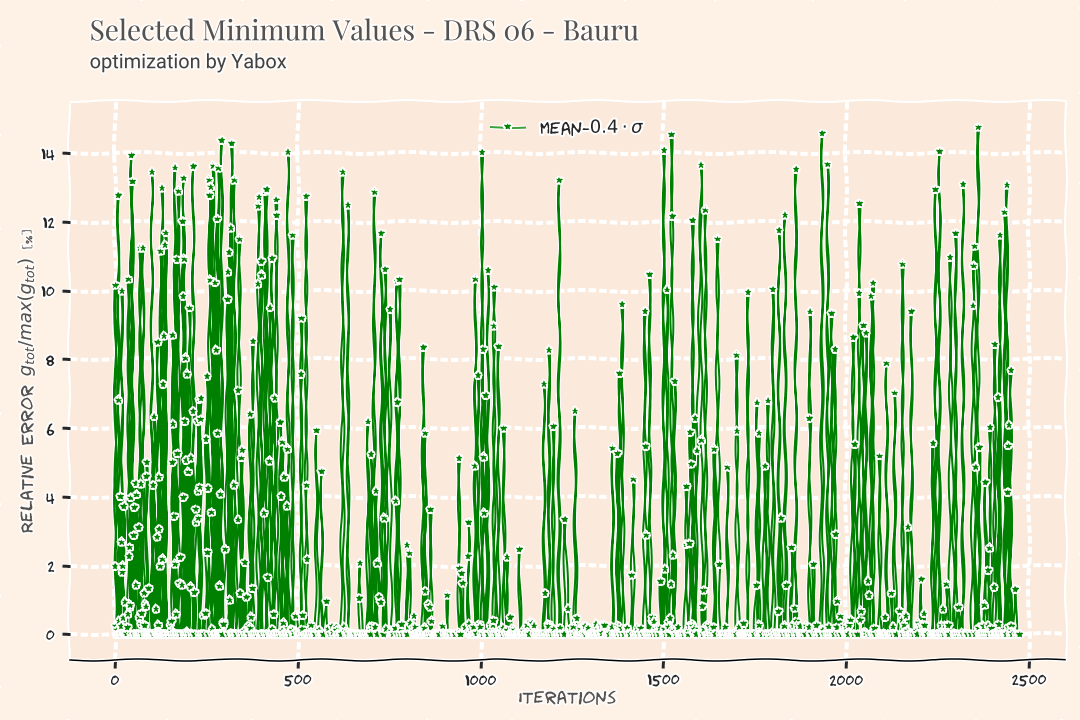 Selected Minimum Values - DRS 06 - Bauru
optimization by Yabox
MEAN-0.4 · σ
14
12
10
8
6
4
2
0
RELATIVE ERROR g_tot/max(g_tot) [%]
0 500 1000 1500 2000 2500
ITERATIONS